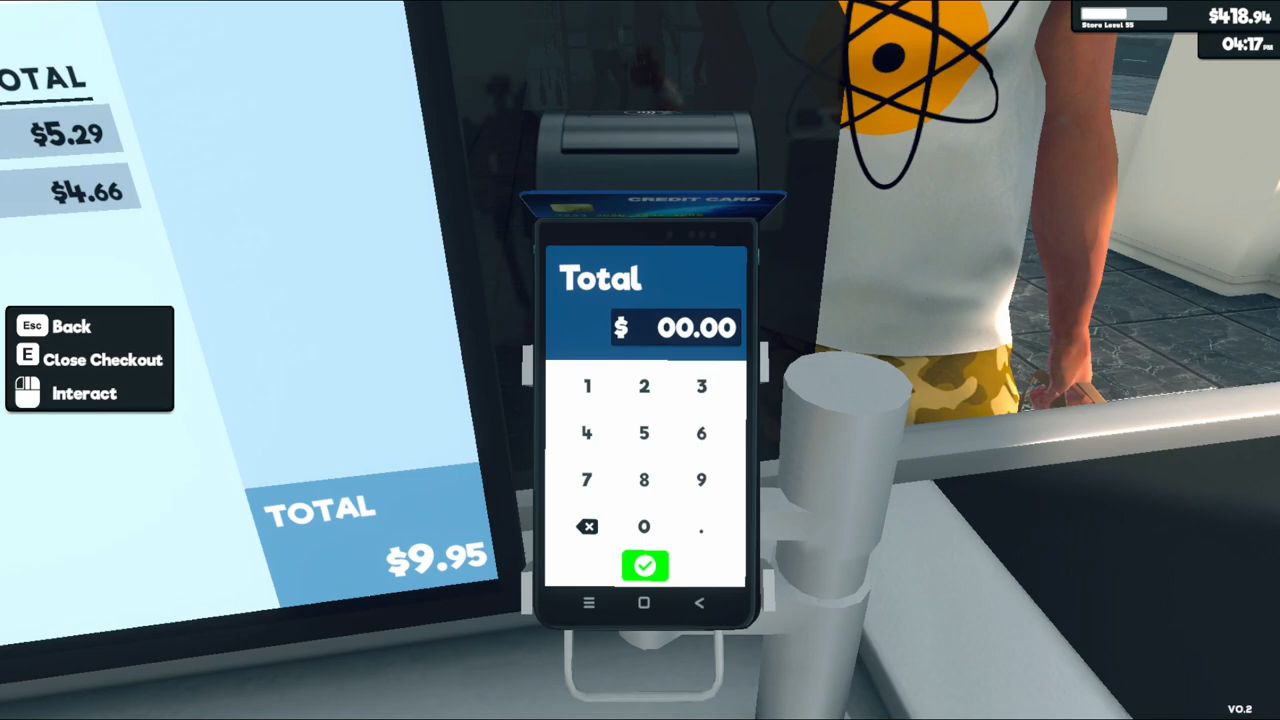 OTAL
$5.29
$4.66
Esc Back
E Close Checkout
Interact
TOTAL
$9.95
CREDIT CARD
Total
$ 00.00
1 2 3
4 5 6
7 8 9
0 .
Store Level 55
$418.94
04:17PM
V0.2